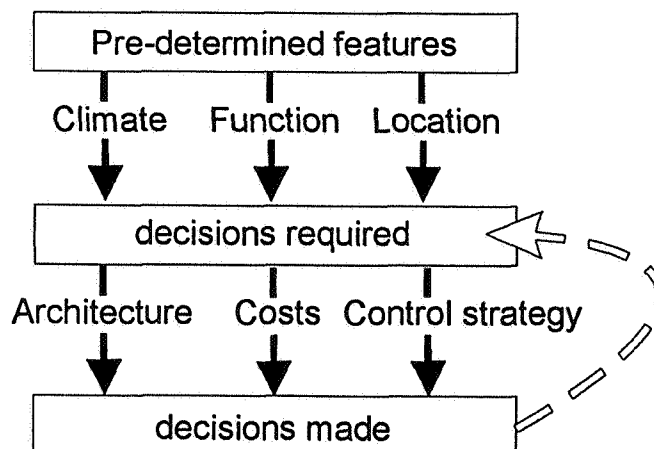 Pre-determined features
Climate Function Location
decisions required
Architecture Costs Control strategy
decisions made